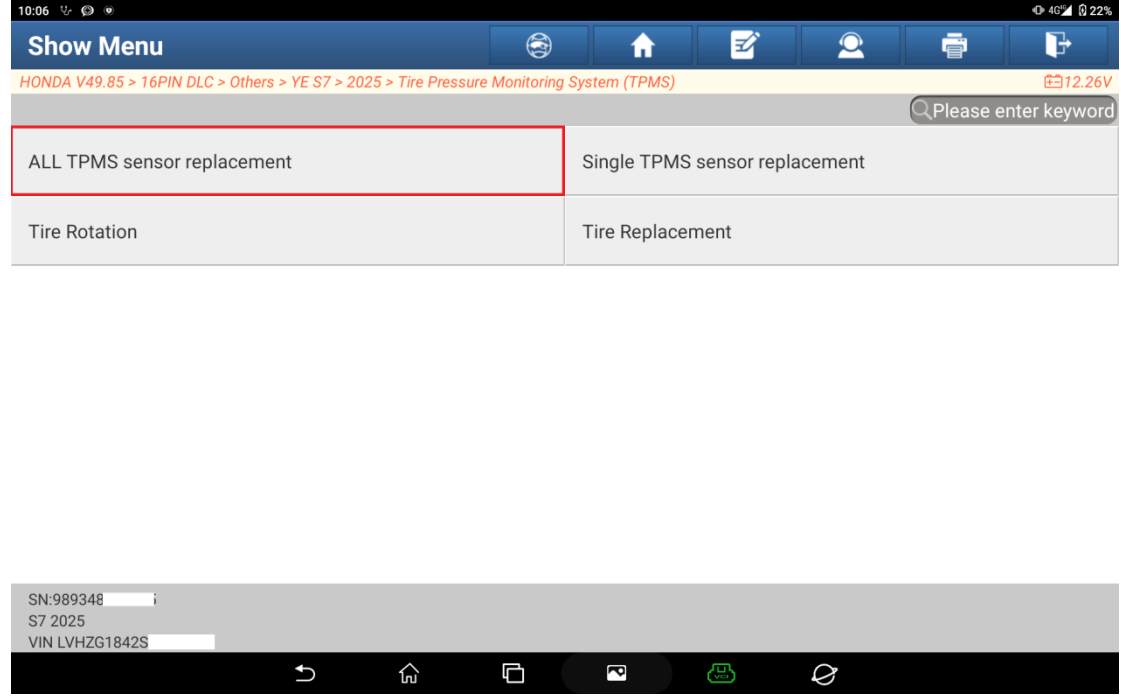 10:06
4G 22%
Show Menu
HONDA V49.85 > 16PIN DLC > Others > YE S7 > 2025 > Tire Pressure Monitoring System (TPMS)
12.26V
Please enter keyword
ALL TPMS sensor replacement
Single TPMS sensor replacement
Tire Rotation
Tire Replacement
SN:989348
S7 2025
VIN LVHZG1842S
VCI